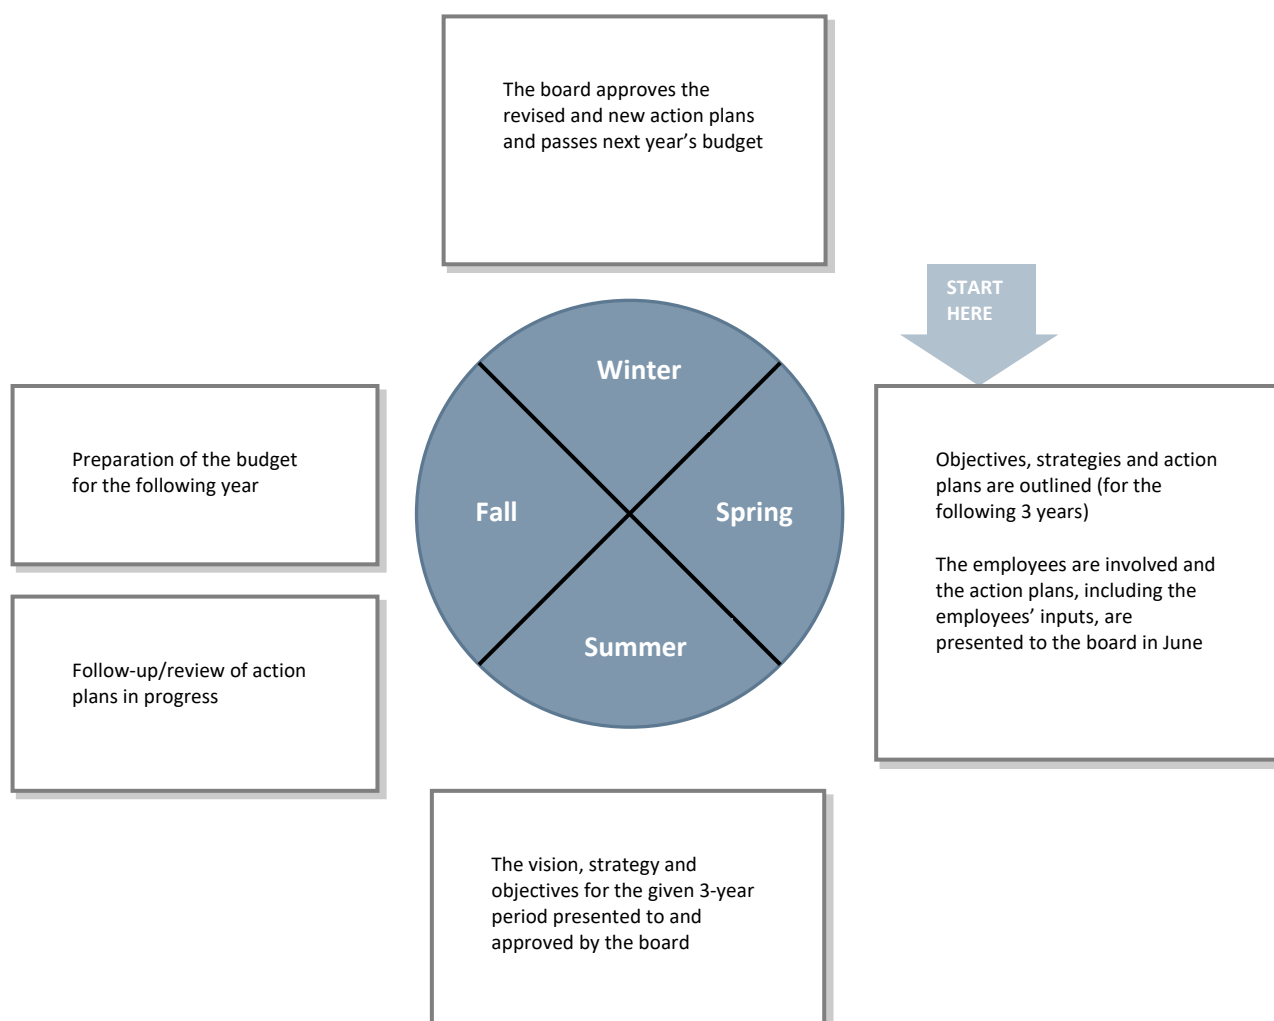 The board approves the
revised and new action plans
and passes next year’s budget
START
HERE
Winter
Fall
Spring
Summer
Preparation of the budget
for the following year
Follow-up/review of action
plans in progress
Objectives, strategies and action
plans are outlined (for the
following 3 years)
The employees are involved and
the action plans, including the
employees’ inputs, are
presented to the board in June
The vision, strategy and
objectives for the given 3-year
period presented to and
approved by the board